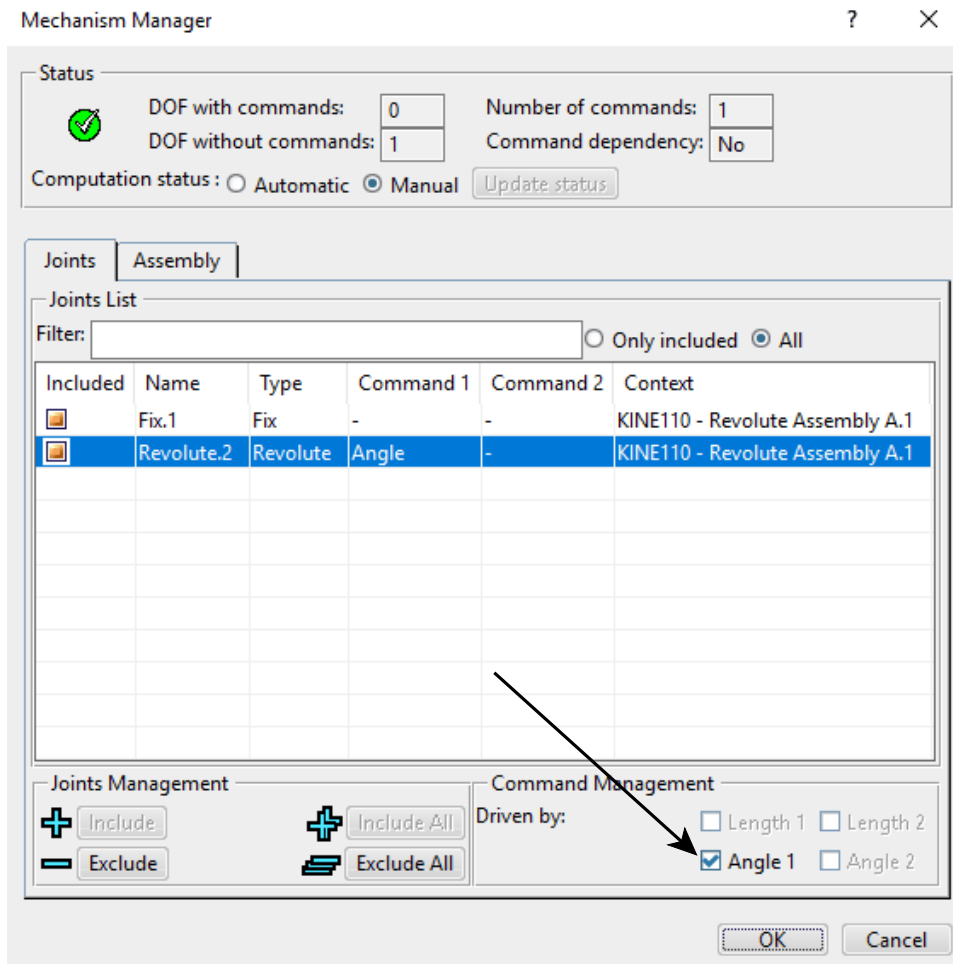 Mechanism Manager ? ×
Status
DOF with commands: 0 Number of commands: 1
DOF without commands: 1 Command dependency: No
Computation status : Automatic Manual Update status
Joints Assembly
Joints List
Filter: Only included All
Included Name Type Command 1 Command 2 Context
Fix.1 Fix - - KINE110 - Revolute Assembly A.1
Revolute.2 Revolute Angle - KINE110 - Revolute Assembly A.1
Joints Management Command Management
Include Include All Driven by: Length 1 Length 2
Exclude Exclude All Angle 1 Angle 2
OK Cancel